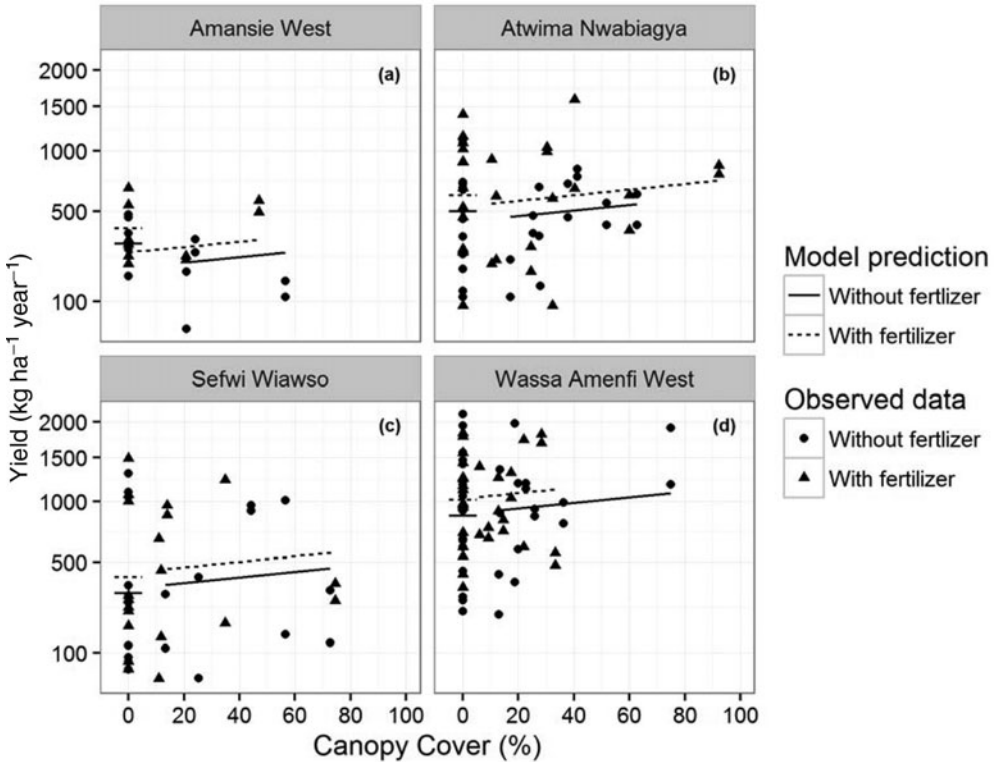 Amansie West
Atwima Nwabiagya
(a)
(b)
2000
1500
1000
500
100
Sefwi Wiawso
Wassa Amenfi West
(c)
(d)
2000
1500
1000
500
100
0 20 40 60 80 100
0 20 40 60 80 100
Yield (kg ha⁻¹ year⁻¹)
Canopy Cover (%)
Model prediction
Without fertlizer
With fertilizer
Observed data
Without fertlizer
With fertilizer